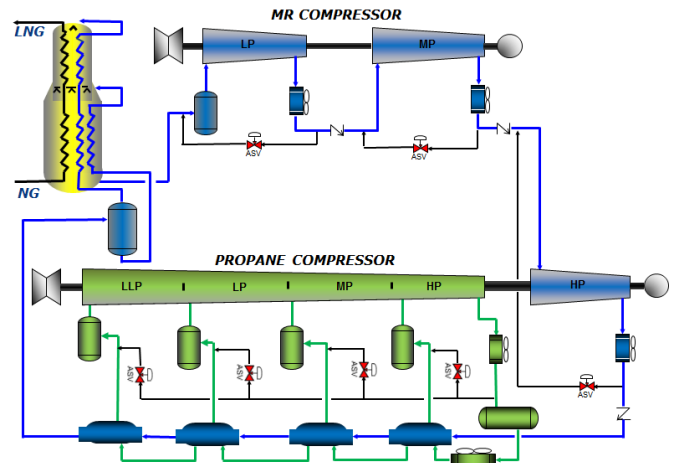 MR COMPRESSOR
LNG
LP
MP
ASV
ASV
NG
PROPANE COMPRESSOR
LLP
LP
MP
HP
HP
ASV
ASV
ASV
ASV
ASV